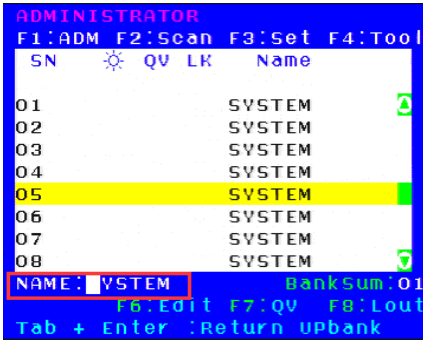 ADMINISTRATOR
F1:ADM F2:Scan F3:Set F4:Tool
SN QV LK Name
01 SYSTEM
02 SYSTEM
03 SYSTEM
04 SYSTEM
05 SYSTEM
06 SYSTEM
07 SYSTEM
08 SYSTEM
NAME: YSTEM BankSum:01
F6:Edit F7:QV F8:Lout
Tab + Enter :Return UPbank